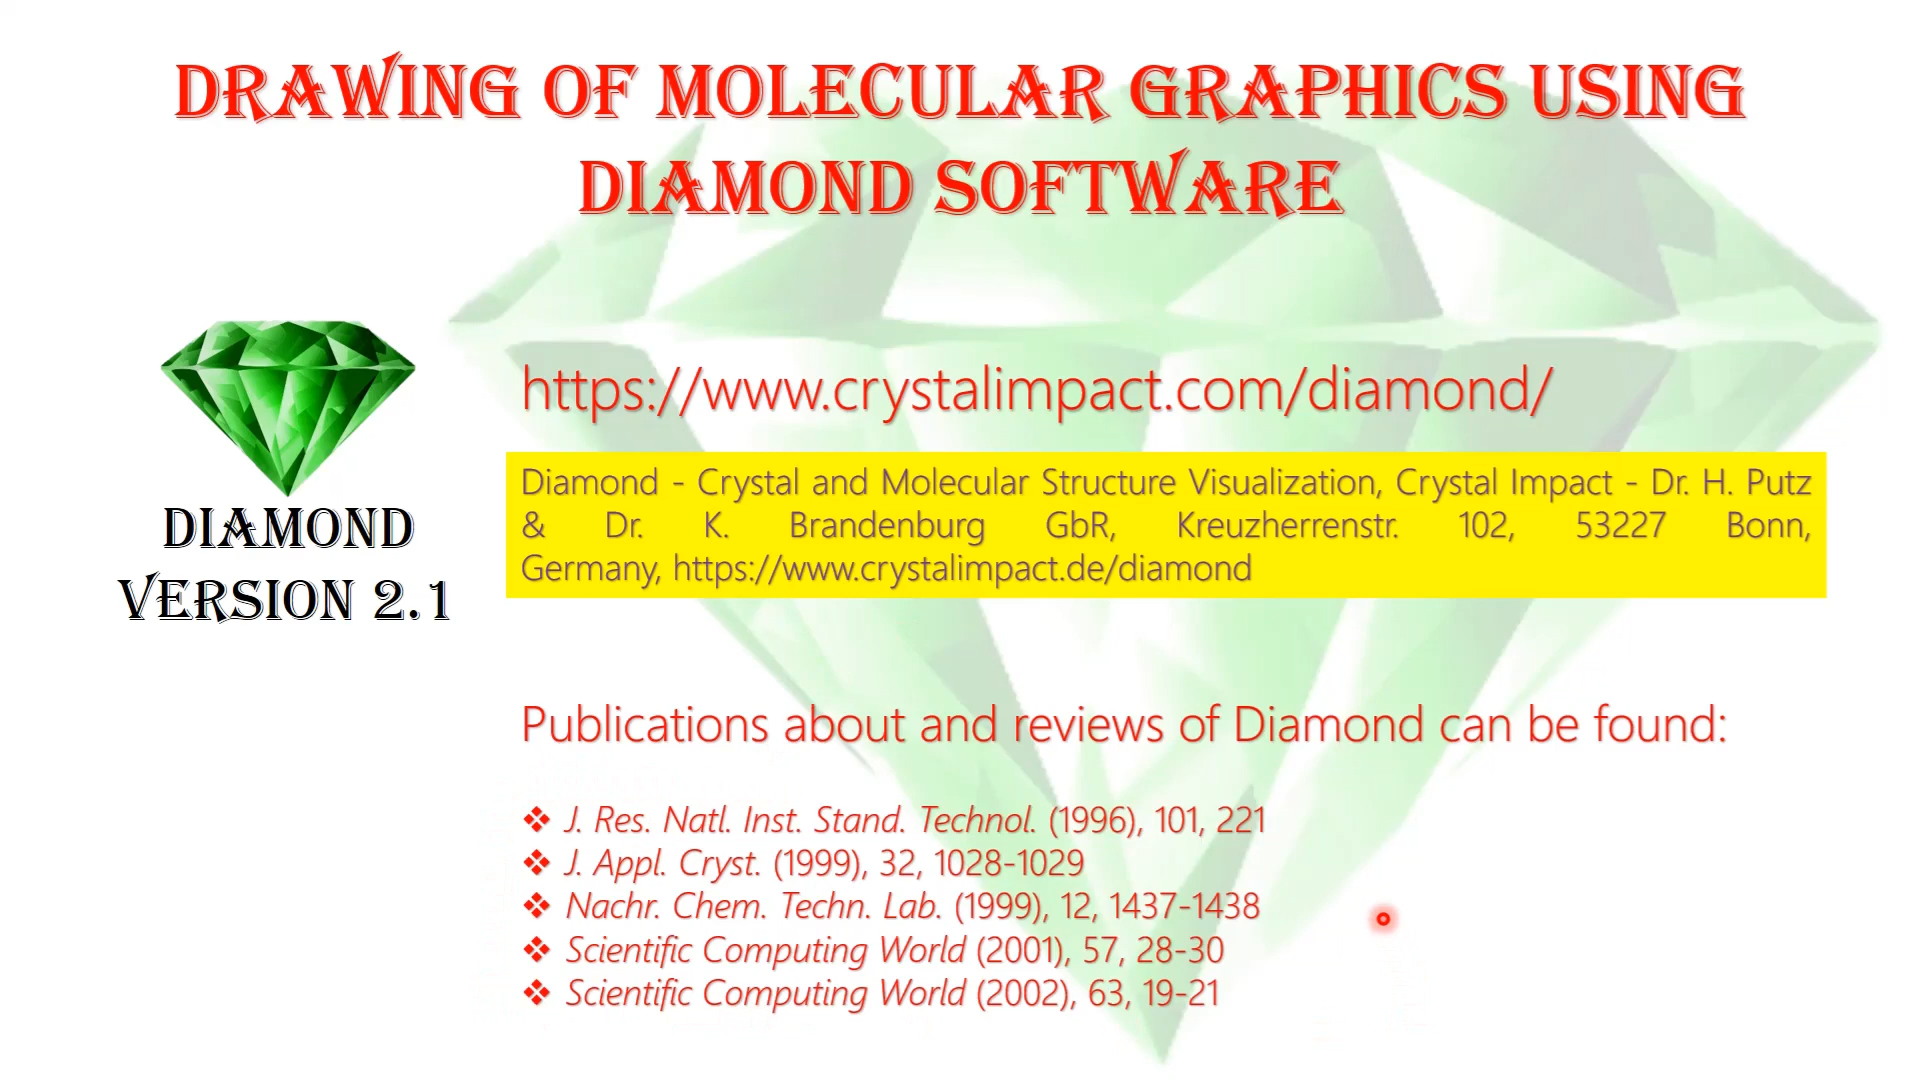 DRAWING OF MOLECULAR GRAPHICS USING
DIAMOND SOFTWARE
https://www.crystalimpact.com/diamond/
Diamond - Crystal and Molecular Structure Visualization, Crystal Impact - Dr. H. Putz
& Dr. K. Brandenburg GbR, Kreuzherrenstr. 102, 53227 Bonn,
Germany, https://www.crystalimpact.de/diamond
DIAMOND
VERSION 2.1
Publications about and reviews of Diamond can be found:
❖ J. Res. Natl. Inst. Stand. Technol. (1996), 101, 221
❖ J. Appl. Cryst. (1999), 32, 1028-1029
❖ Nachr. Chem. Techn. Lab. (1999), 12, 1437-1438
❖ Scientific Computing World (2001), 57, 28-30
❖ Scientific Computing World (2002), 63, 19-21